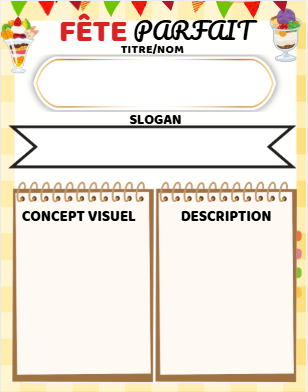 FÊTE PARFAIT
TITRE/NOM
SLOGAN
CONCEPT VISUEL
DESCRIPTION